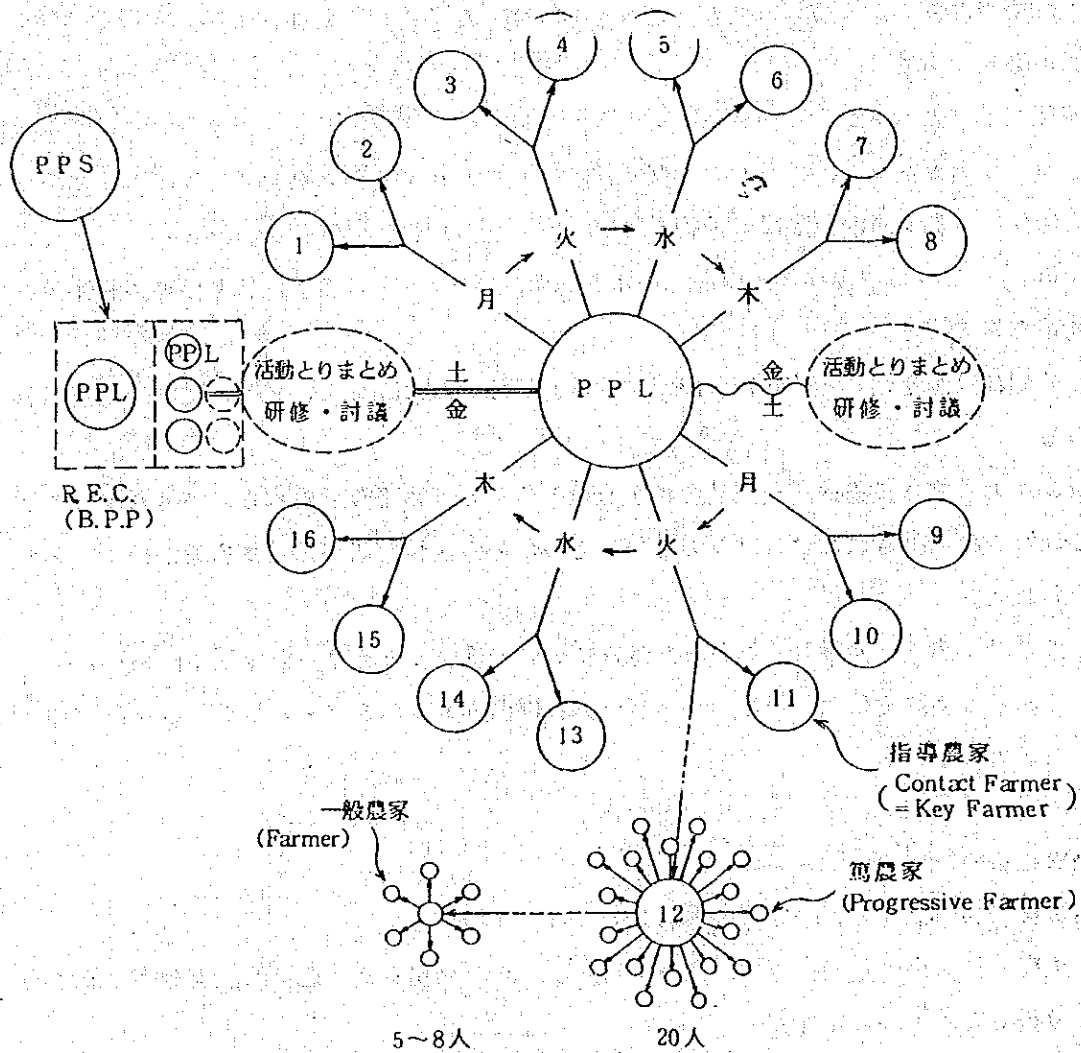 4
5
3
6
PPS
2
7
1
火
水
8
月
木
PPL
PPL
活動とりまとめ
研修・討議
土
金
PPL
金
土
活動とりまとめ
研修・討議
R.E.C.
(B.P.P)
木
月
16
水
火
9
15
10
14
13
11
指導農家
(Contact Farmer
=Key Farmer)
一般農家
(Farmer)
12
篤農家
(Progressive Farmer)
5~8人
20人